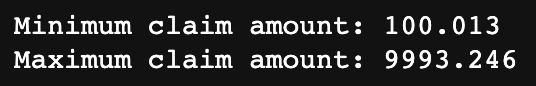 Minimum claim amount: 100.013
Maximum claim amount: 9993.246